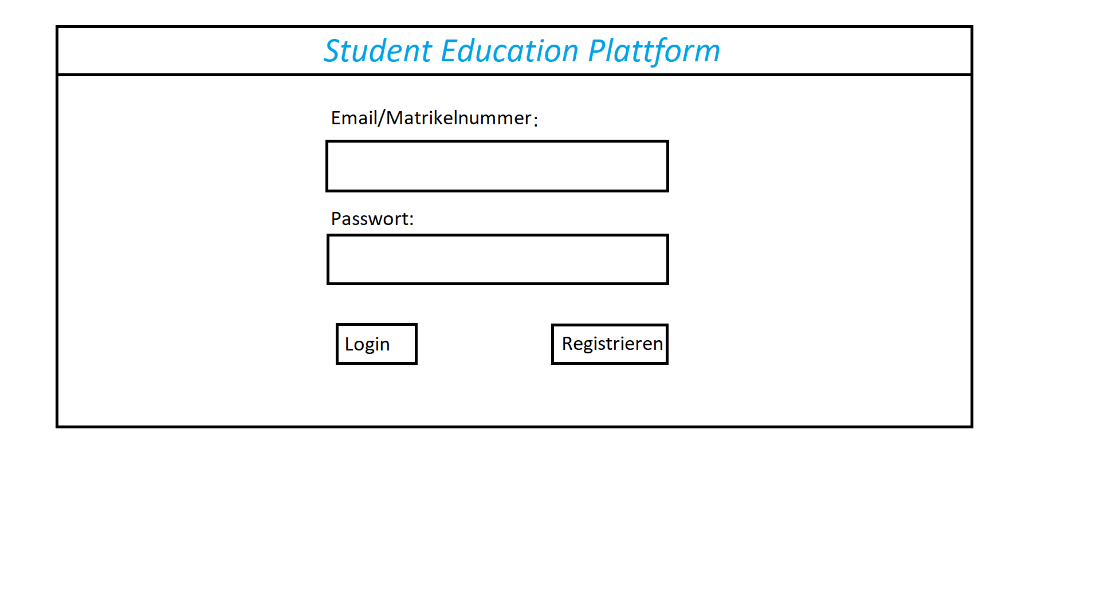 Student Education Plattform
Email/Matrikelnummer:
Passwort:
Login
Registrieren